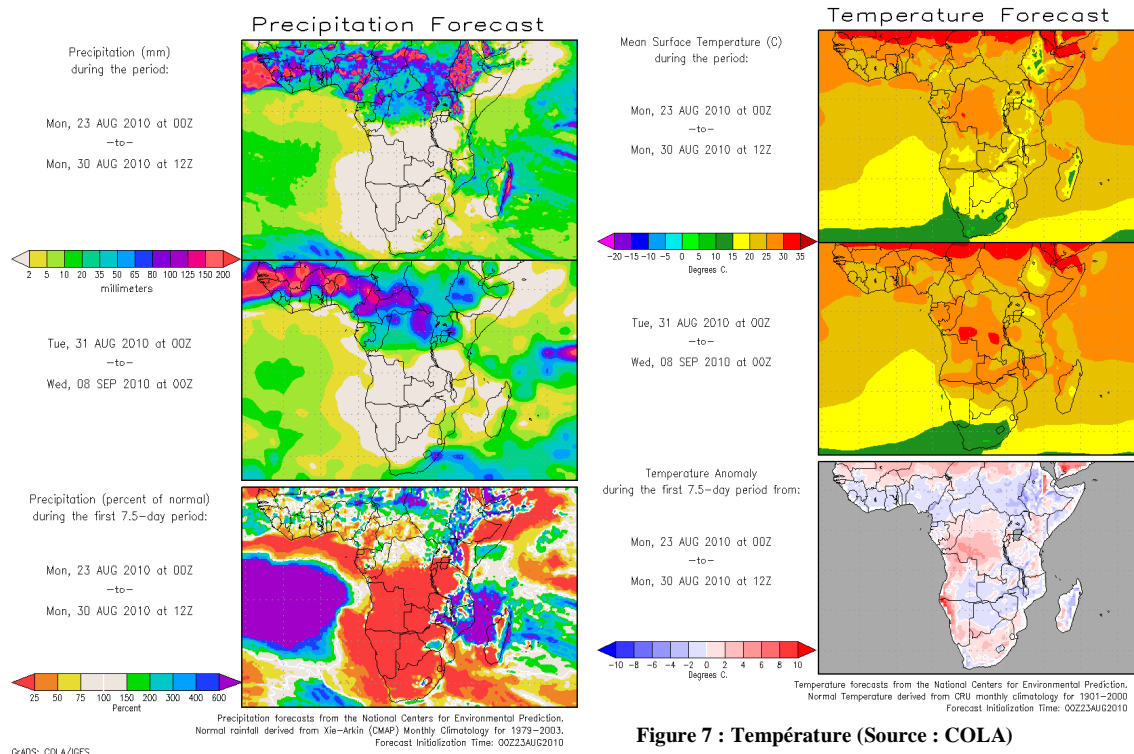 Precipitation Forecast
Precipitation (mm)
during the period:
Mon, 23 AUG 2010 at 00Z
—to—
Mon, 30 AUG 2010 at 12Z
2 5 10 20 35 50 65 80 100 125 150 200
millimeters
Tue, 31 AUG 2010 at 00Z
—to—
Wed, 08 SEP 2010 at 00Z
Precipitation (percent of normal)
during the first 7.5-day period:
Mon, 23 AUG 2010 at 00Z
—to—
Mon, 30 AUG 2010 at 12Z
25 50 75 100 150 200 300 400 600
Percent
Precipitation forecasts from the National Centers for Environmental Prediction.
Normal rainfall derived from Xie-Arkin (CMAP) Monthly Climatology for 1979-2003.
Forecast Initialization Time: 00Z23AUG2010
GrADS: COLA/IGES
Temperature Forecast
Mean Surface Temperature (C)
during the period:
Mon, 23 AUG 2010 at 00Z
—to—
Mon, 30 AUG 2010 at 12Z
-20 -15 -10 -5 0 5 10 15 20 25 30 35
Degrees C.
Tue, 31 AUG 2010 at 00Z
—to—
Wed, 08 SEP 2010 at 00Z
Temperature Anomaly
during the first 7.5-day period from:
Mon, 23 AUG 2010 at 00Z
—to—
Mon, 30 AUG 2010 at 12Z
-10 -8 -6 -4 -2 0 2 4 6 8 10
Degrees C.
Temperature forecasts from the National Centers for Environmental Prediction.
Normal Temperature derived from CRU monthly climatology for 1901-2000
Forecast Initialization Time: 00Z23AUG2010
Figure 7 : Température (Source : COLA)